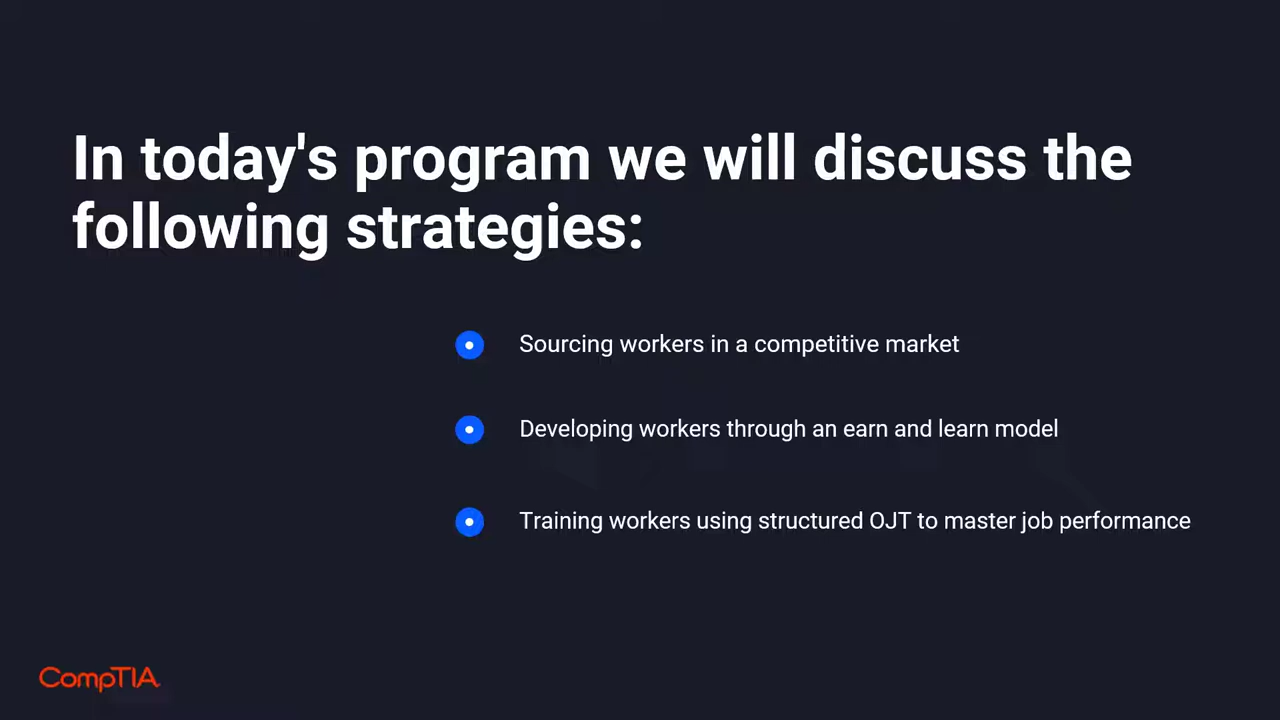 In today's program we will discuss the
following strategies:
Sourcing workers in a competitive market
Developing workers through an earn and learn model
Training workers using structured OJT to master job performance
CompTIA